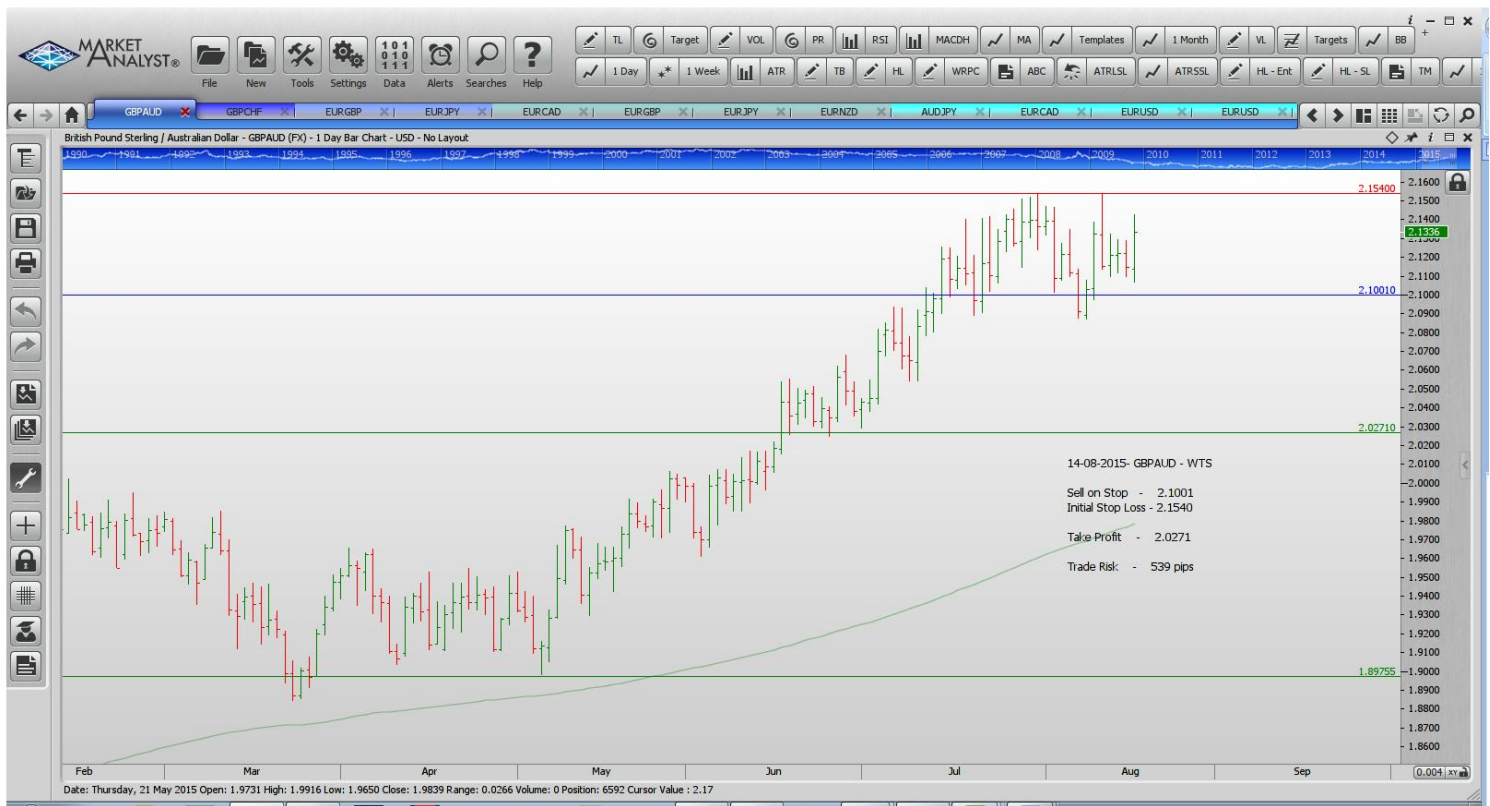 i
MARKET
ANALYST®
File
New
Tools
Settings
101
010
111
Data
Alerts
Searches
?
Help
TL
Target
VOL
PR
RSI
MACDH
MA
Templates
1 Month
VL
Targets
BB
+
1 Day
1 Week
ATR
TB
HL
WRPC
ABC
ATRLSL
ATRSSL
HL - Ent
HL - SL
TM
GBPAUD
GBPCHF
EURGBP
EURJPY
EURCAD
EURGBP
EURJPY
EURNZD
AUDJPY
EURCAD
EURUSD
EURUSD
British Pound Sterling / Australian Dollar - GBPAUD (FX) - 1 Day Bar Chart - USD - No Layout
i
1990 1991 1992 1993 1994 1995 1996 1997 1998 1999 2000 2001 2002 2003 2004 2005 2006 2007 2008 2009 2010 2011 2012 2013 2014 2015
2.1600
2.15400
2.1500
2.1400
2.1336
2.1300
2.1200
2.1100
2.10010
2.1000
2.0900
2.0800
2.0700
2.0600
2.0500
2.0400
2.02710
2.0300
2.0200
2.0100
2.0000
1.9900
1.9800
1.9700
1.9600
1.9500
1.9400
1.9300
1.9200
1.9100
1.89755
1.9000
1.8900
1.8800
1.8700
1.8600
14-08-2015- GBPAUD - WTS
Sell on Stop - 2.1001
Initial Stop Loss - 2.1540
Take Profit - 2.0271
Trade Risk - 539 pips
Feb Mar Apr May Jun Jul Aug Sep
0.004 XY
Date: Thursday, 21 May 2015 Open: 1.9731 High: 1.9916 Low: 1.9650 Close: 1.9839 Range: 0.0266 Volume: 0 Position: 6592 Cursor Value : 2.17